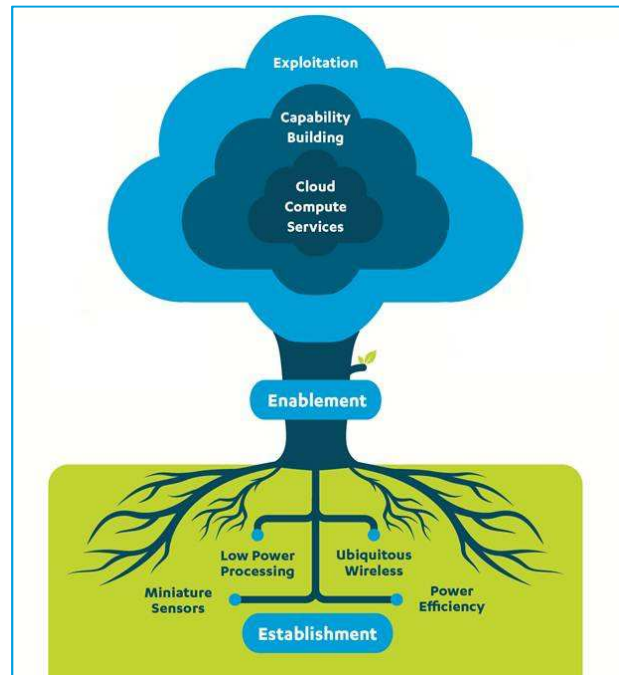 Exploitation
Capability
Building
Cloud
Compute
Services
Enablement
Low Power
Processing
Ubiquitous
Wireless
Miniature
Sensors
Power
Efficiency
Establishment